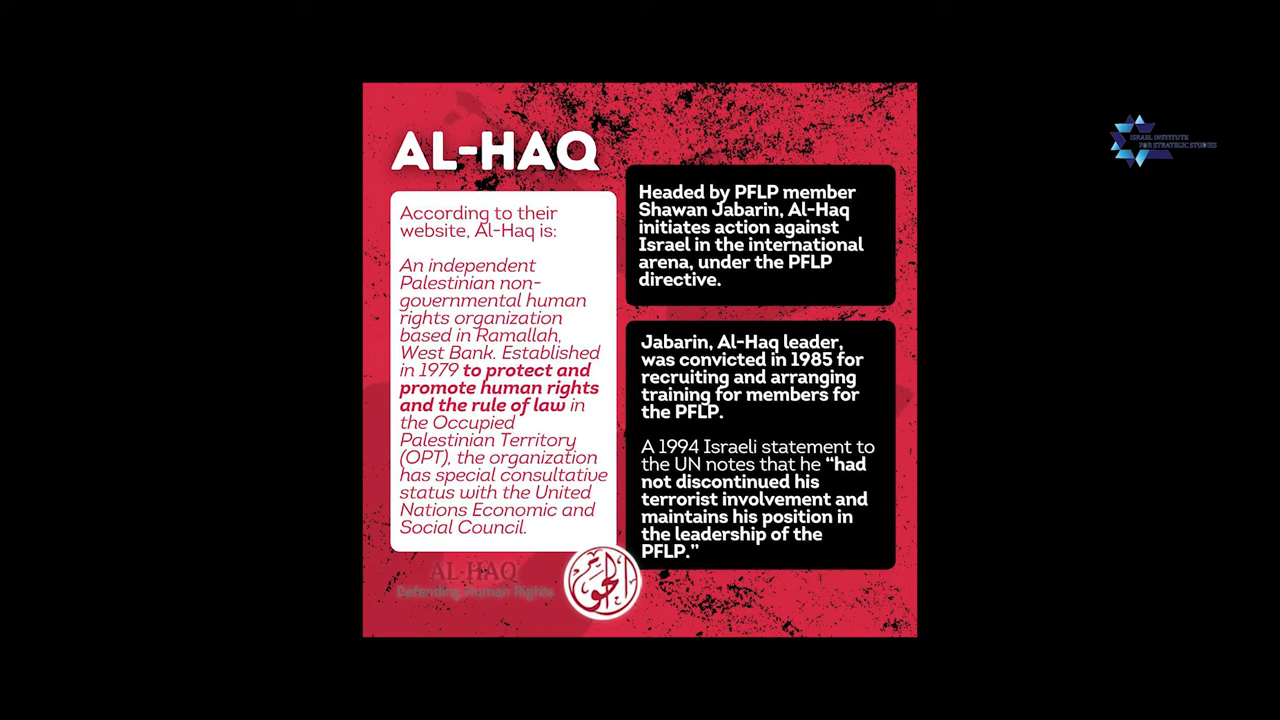 AL-HAQ
According to their
website, Al-Haq is:
An independent
Palestinian non-
governmental human
rights organization
based in Ramallah,
West Bank. Established
in 1979 to protect and
promote human rights
and the rule of law in
the Occupied
Palestinian Territory
(OPT), the organization
has special consultative
status with the United
Nations Economic and
Social Council.
AL-HAQ
Defending Human Rights
Headed by PFLP member
Shawan Jabarin, Al-Haq
initiates action against
Israel in the international
arena, under the PFLP
directive.
Jabarin, Al-Haq leader,
was convicted in 1985 for
recruiting and arranging
training for members for
the PFLP.
A 1994 Israeli statement to
the UN notes that he “had
not discontinued his
terrorist involvement and
maintains his position in
the leadership of the
PFLP.”
ISRAEL INSTITUTE
FOR STRATEGIC STUDIES